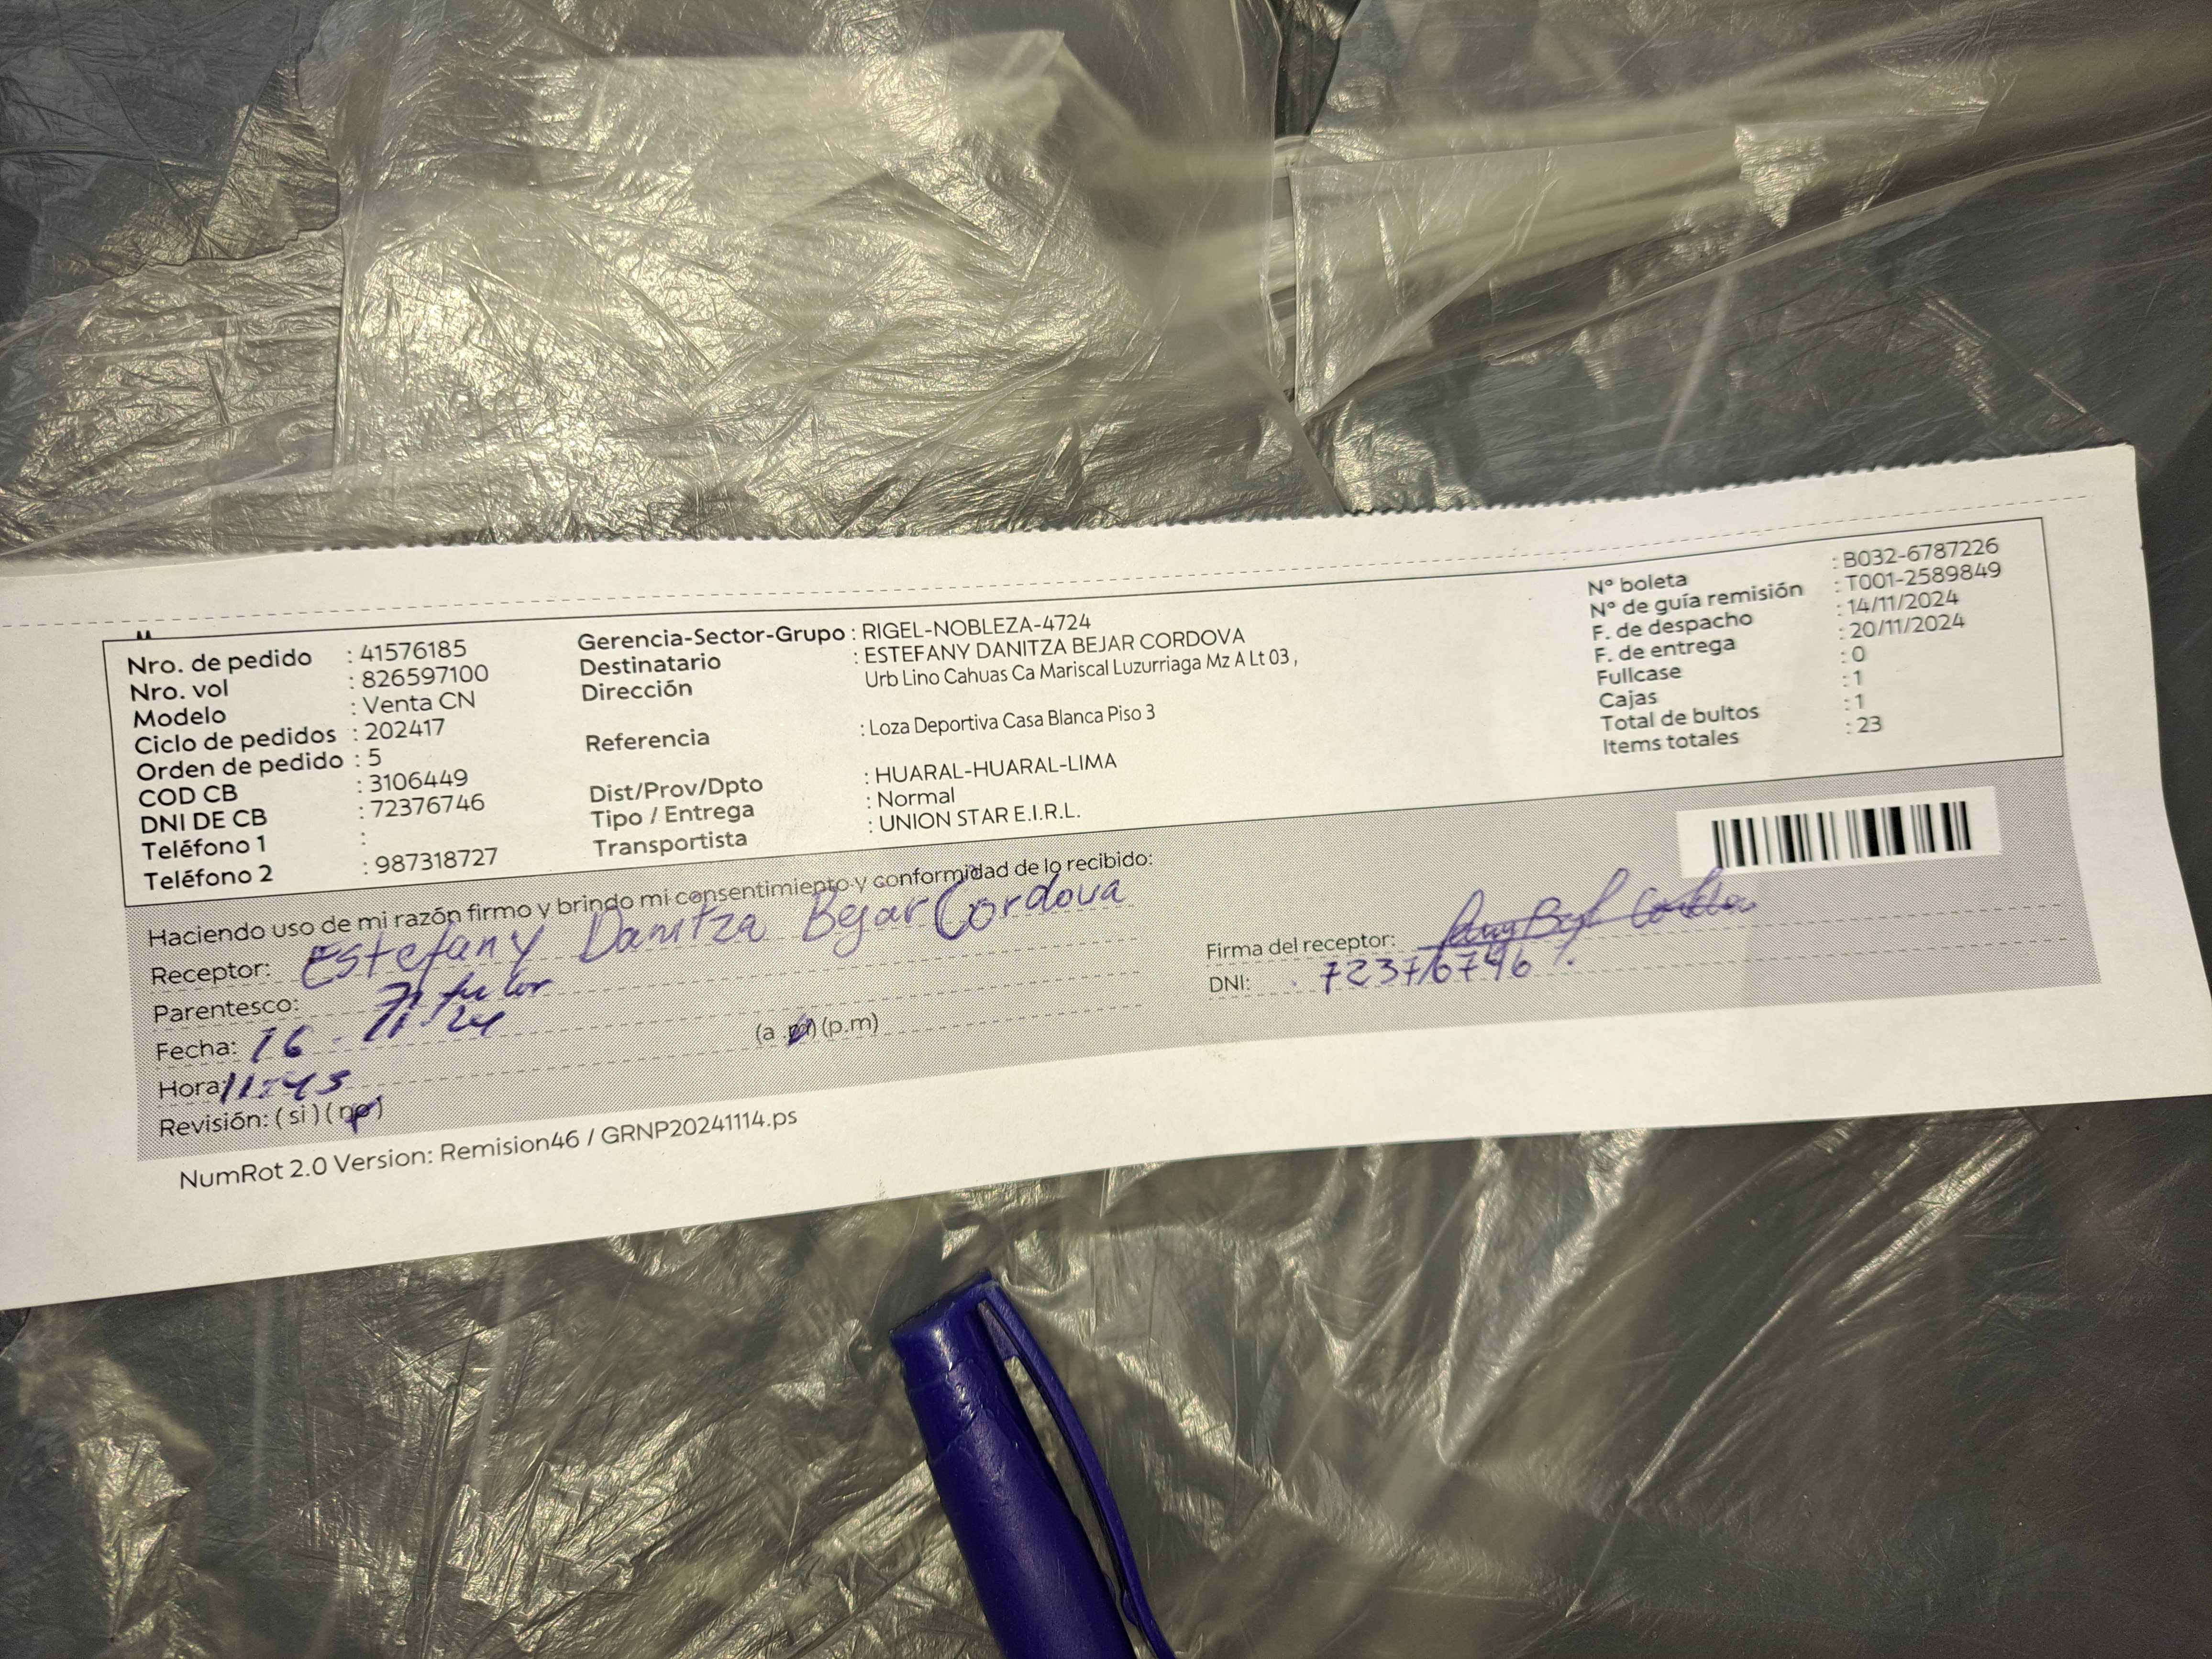 Nro. de pedido : 41576185
Nro. vol : 826597100
Modelo : Venta CN
Ciclo de pedidos : 202417
Orden de pedido : 5
COD CB : 3106449
DNI DE CB : 72376746
Teléfono 1 :
Teléfono 2 : 987318727
Gerencia-Sector-Grupo : RIGEL-NOBLEZA-4724
Destinatario : ESTEFANY DANITZA BEJAR CORDOVA
Dirección Urb Lino Cahuas Ca Mariscal Luzurriaga Mz A Lt 03 ,
Referencia : Loza Deportiva Casa Blanca Piso 3
Dist/Prov/Dpto : HUARAL-HUARAL-LIMA
Tipo / Entrega : Normal
Transportista : UNION STAR E.I.R.L.
Nº boleta : B032-6787226
Nº de guía remisión : T001-2589849
F. de despacho : 14/11/2024
F. de entrega : 20/11/2024
Fullcase : 0
Cajas : 1
Total de bultos : 1
Items totales : 23
Haciendo uso de mi razón firmo y brindo mi consentimiento y conformidad de lo recibido:
Receptor: Estefany Danitza Bejar Cordova
Parentesco: Titular
Fecha: 16 - 11 - 24
Hora: 11:43 (a.m) (p.m)
Revisión: ( si ) ( no )
Firma del receptor:
DNI: 72376746
NumRot 2.0 Version: Remision46 / GRNP20241114.ps